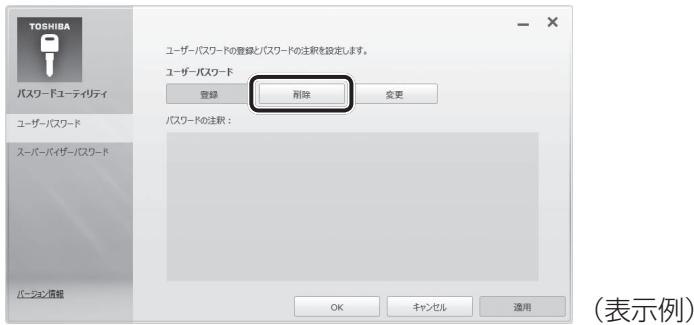 TOSHIBA
パスワードユーティリティ
ユーザーパスワード
スーパーバイザーパスワード
バージョン情報
ユーザーパスワードの登録とパスワードの注釈を設定します。
ユーザーパスワード
登録 削除 変更
パスワードの注釈：
OK キャンセル 適用
（表示例）